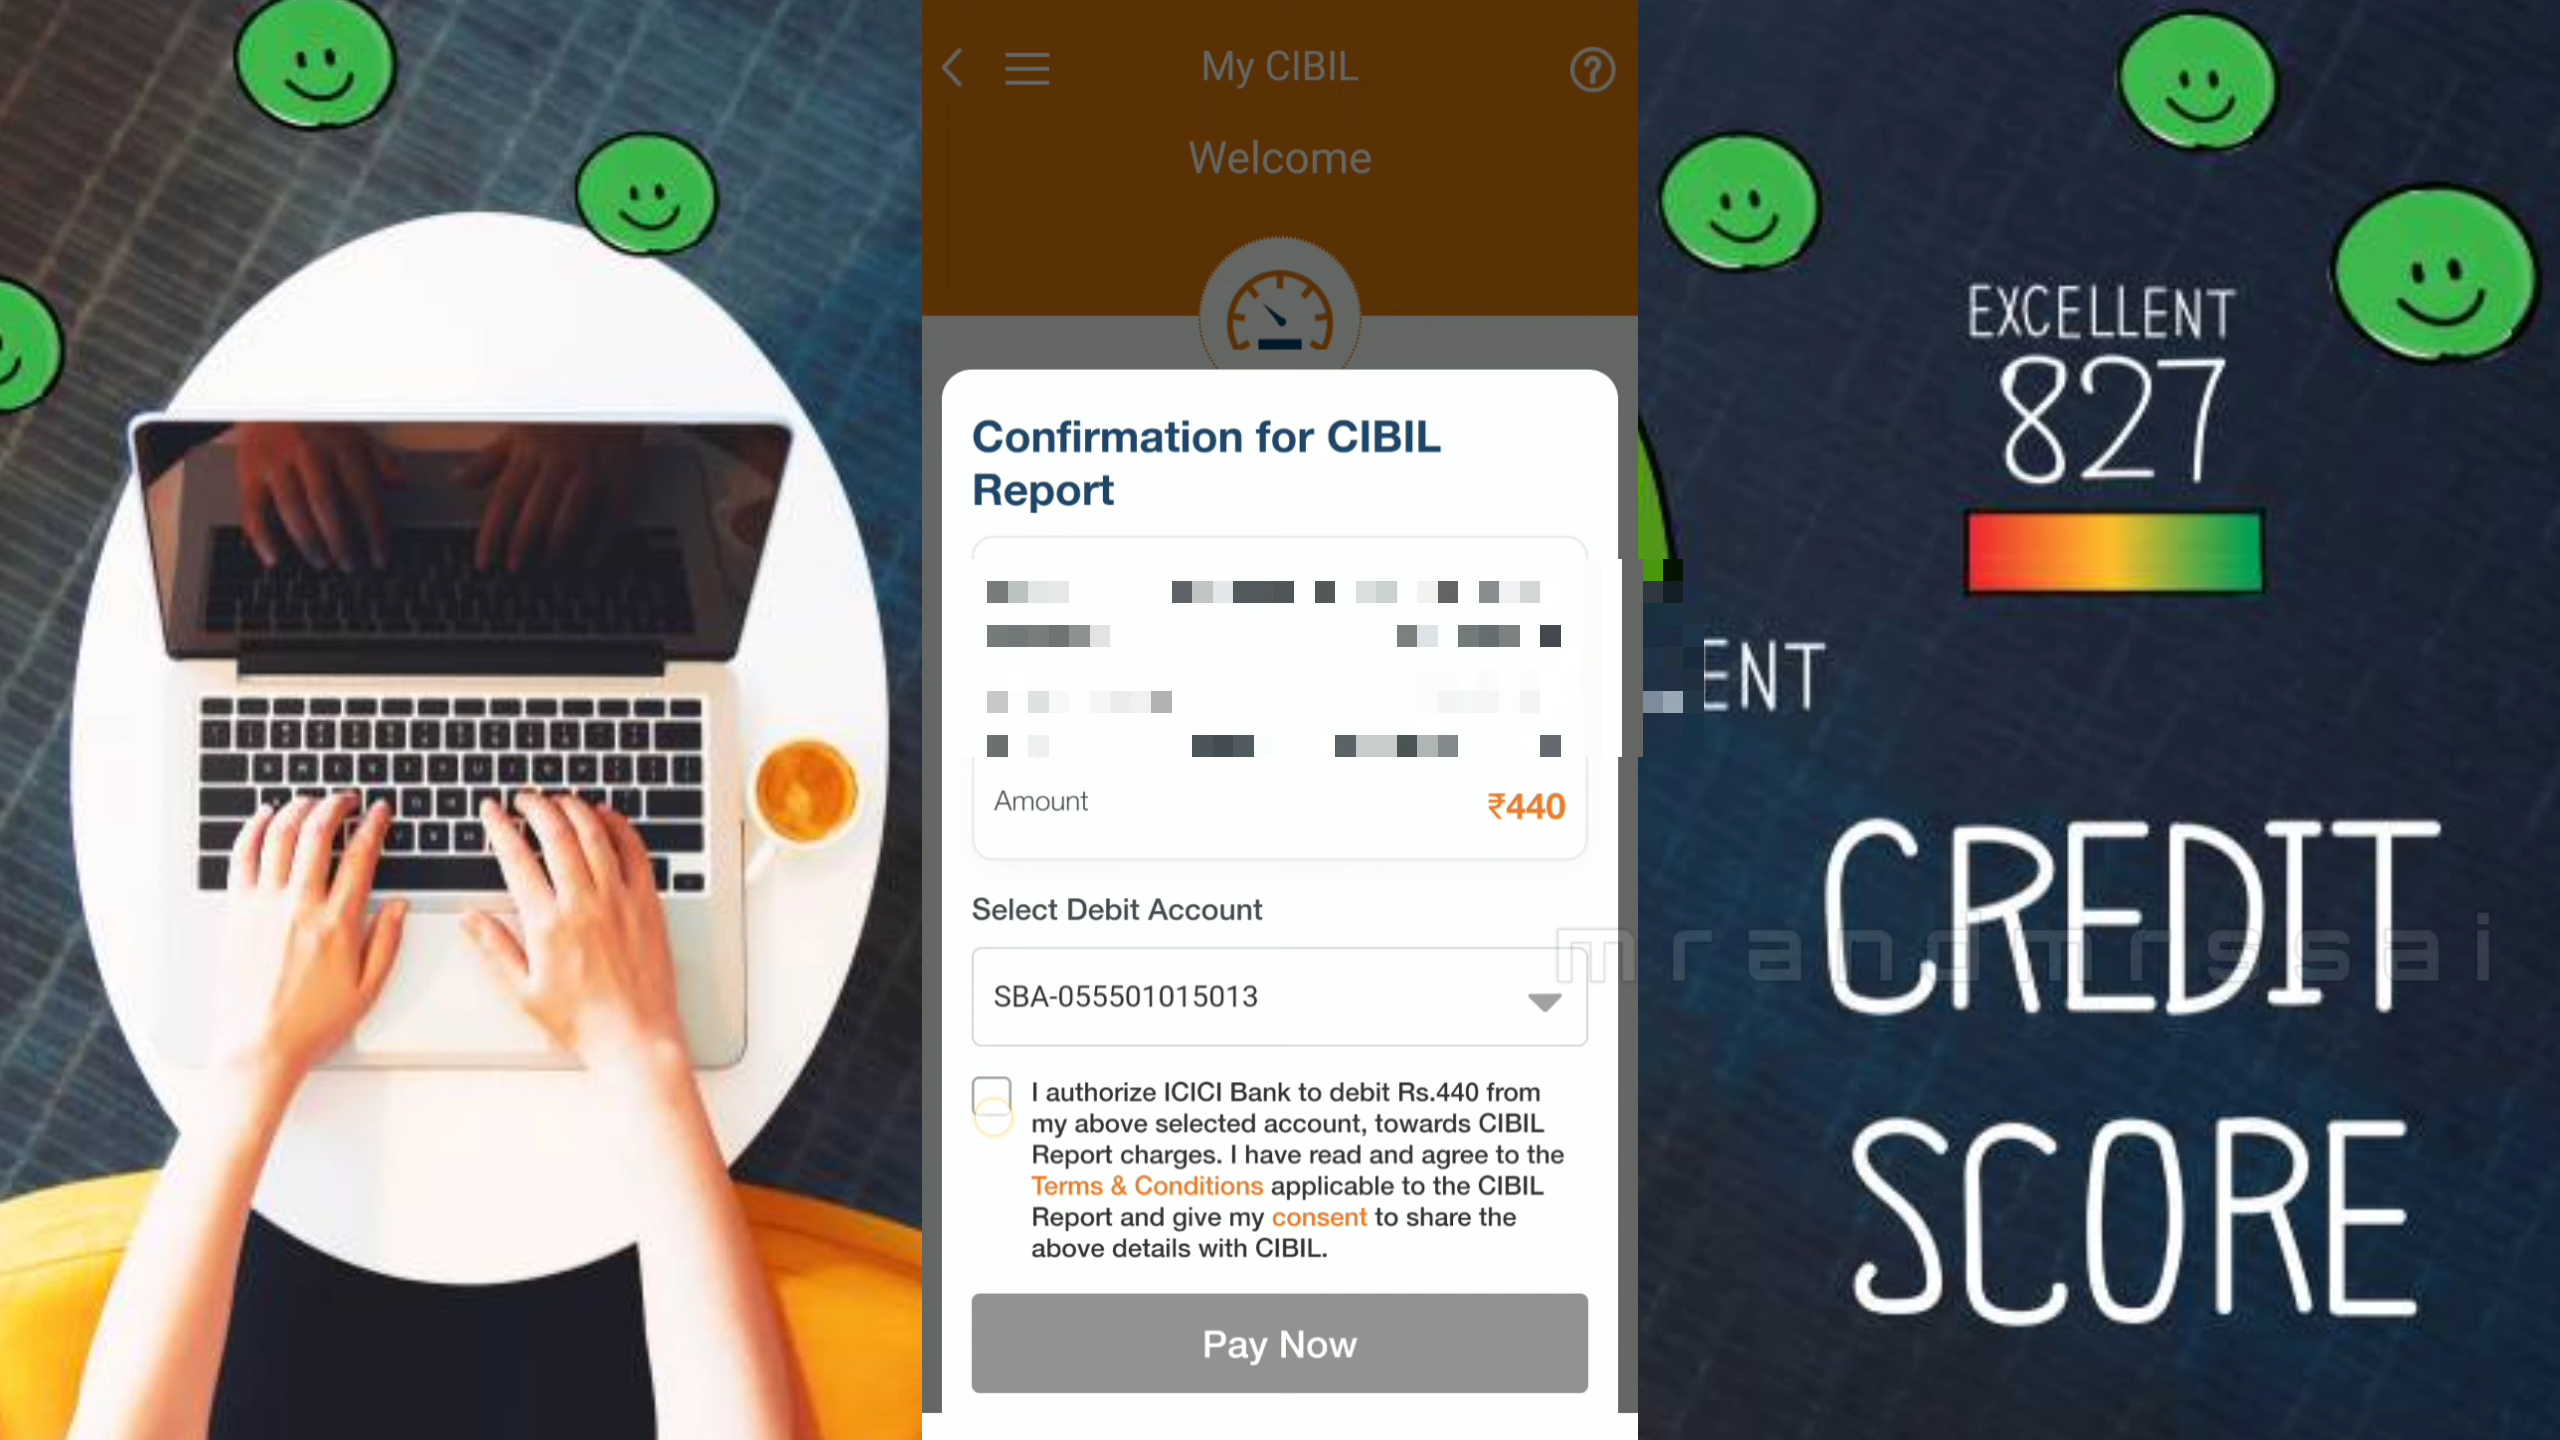 My CIBIL
Welcome
Confirmation for CIBIL
Report
Amount
₹440
Select Debit Account
SBA-055501015013
I authorize ICICI Bank to debit Rs.440 from
my above selected account, towards CIBIL
Report charges. I have read and agree to the
Terms & Conditions applicable to the CIBIL
Report and give my consent to share the
above details with CIBIL.
Pay Now
EXCELLENT
827
ENT
CREDIT
SCORE
mrandmrssai